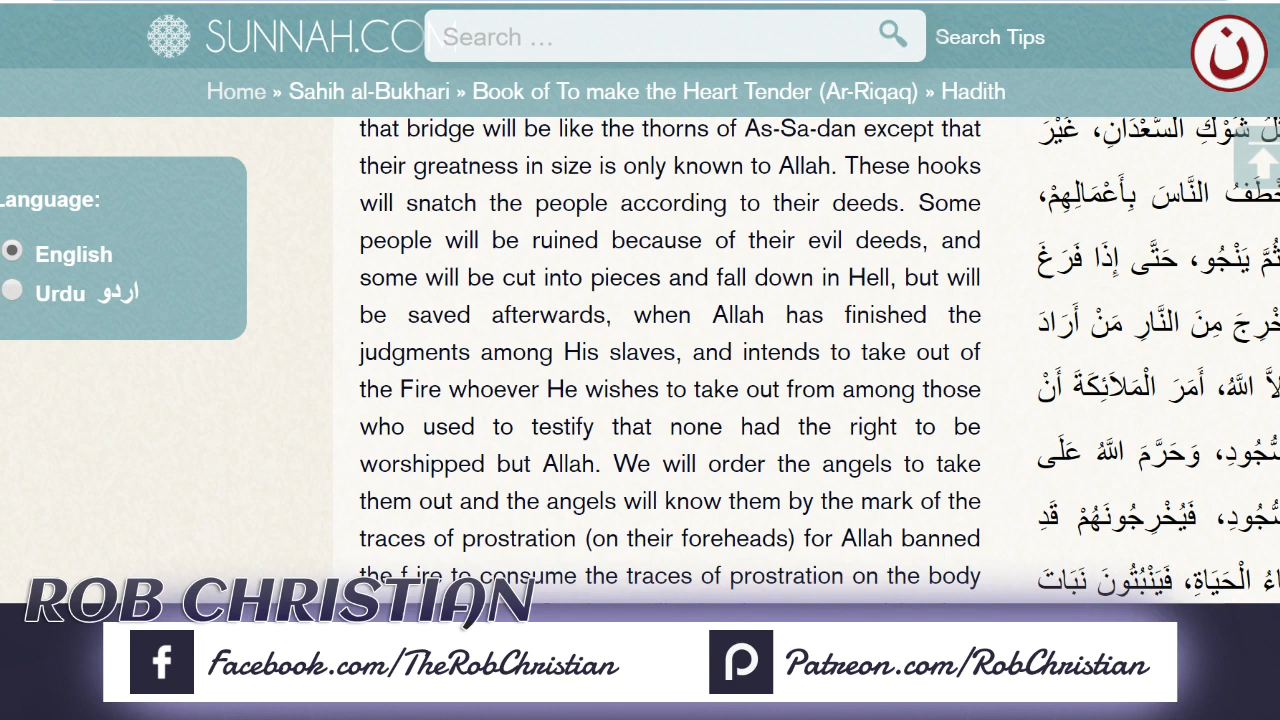 SUNNAH.COM
Search …
Search Tips
ن
Home » Sahih al-Bukhari » Book of To make the Heart Tender (Ar-Riqaq) » Hadith
Language:
English
Urdu اردو
that bridge will be like the thorns of As-Sa-dan except that
their greatness in size is only known to Allah. These hooks
will snatch the people according to their deeds. Some
people will be ruined because of their evil deeds, and
some will be cut into pieces and fall down in Hell, but will
be saved afterwards, when Allah has finished the
judgments among His slaves, and intends to take out of
the Fire whoever He wishes to take out from among those
who used to testify that none had the right to be
worshipped but Allah. We will order the angels to take
them out and the angels will know them by the mark of the
traces of prostration (on their foreheads) for Allah banned
the fire to consume the traces of prostration on the body
شَوْكِ السَّعْدَانِ، غَيْرَ
النَّاسَ بِأَعْمَالِهِمْ،
ثُمَّ يَنْجُو، حَتَّى إِذَا فَرَغَ
مِنَ النَّارِ مَنْ أَرَادَ
اللَّهُ، أَمَرَ الْمَلاَئِكَةَ أَنْ
وَحَرَّمَ اللَّهُ عَلَى
فَيُخْرِجُونَهُمْ قَدِ
الْحَيَاةِ، فَيَنْبُتُونَ نَبَاتَ
ROB CHRISTIAN
f Facebook.com/TheRobChristian
Patreon.com/RobChristian